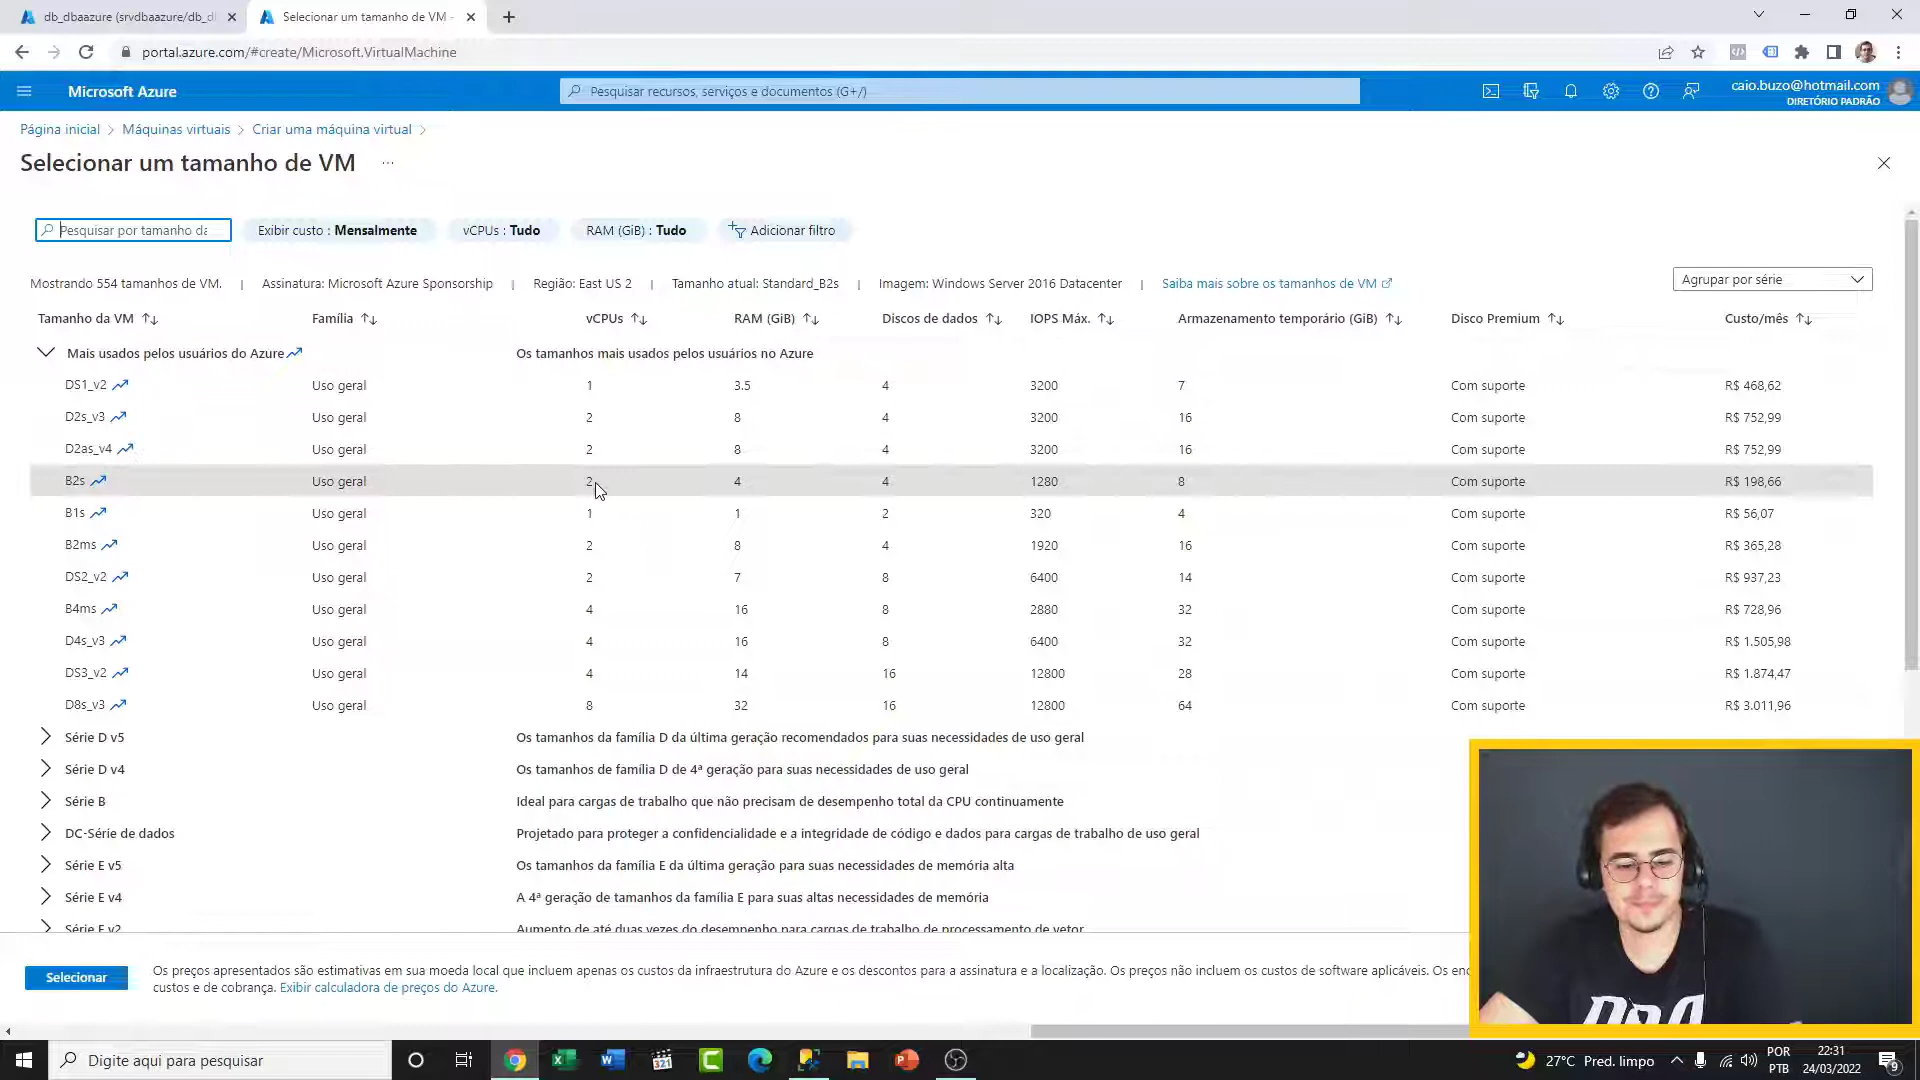 db_dbaazure (srvdbaazure/db_d
Selecionar um tamanho de VM -
portal.azure.com/#create/Microsoft.VirtualMachine
Microsoft Azure
Pesquisar recursos, serviços e documentos (G+/)
caio.buzo@hotmail.com
DIRETÓRIO PADRÃO
Página inicial > Máquinas virtuais > Criar uma máquina virtual >
Selecionar um tamanho de VM ...
Pesquisar por tamanho da
Exibir custo : Mensalmente
vCPUs : Tudo
RAM (GiB) : Tudo
Adicionar filtro
Mostrando 554 tamanhos de VM. | Assinatura: Microsoft Azure Sponsorship | Região: East US 2 | Tamanho atual: Standard_B2s | Imagem: Windows Server 2016 Datacenter | Saiba mais sobre os tamanhos de VM
Agrupar por série
Tamanho da VM Família vCPUs RAM (GiB) Discos de dados IOPS Máx. Armazenamento temporário (GiB) Disco Premium Custo/mês
Mais usados pelos usuários do Azure Os tamanhos mais usados pelos usuários no Azure
DS1_v2 Uso geral 1 3.5 4 3200 7 Com suporte R$ 468,62
D2s_v3 Uso geral 2 8 4 3200 16 Com suporte R$ 752,99
D2as_v4 Uso geral 2 8 4 3200 16 Com suporte R$ 752,99
B2s Uso geral 2 4 4 1280 8 Com suporte R$ 198,66
B1s Uso geral 1 1 2 320 4 Com suporte R$ 56,07
B2ms Uso geral 2 8 4 1920 16 Com suporte R$ 365,28
DS2_v2 Uso geral 2 7 8 6400 14 Com suporte R$ 937,23
B4ms Uso geral 4 16 8 2880 32 Com suporte R$ 728,96
D4s_v3 Uso geral 4 16 8 6400 32 Com suporte R$ 1.505,98
DS3_v2 Uso geral 4 14 16 12800 28 Com suporte R$ 1.874,47
D8s_v3 Uso geral 8 32 16 12800 64 Com suporte R$ 3.011,96
Série D v5 Os tamanhos da família D da última geração recomendados para suas necessidades de uso geral
Série D v4 Os tamanhos de família D de 4ª geração para suas necessidades de uso geral
Série B Ideal para cargas de trabalho que não precisam de desempenho total da CPU continuamente
DC-Série de dados Projetado para proteger a confidencialidade e a integridade de código e dados para cargas de trabalho de uso geral
Série E v5 Os tamanhos da família E da última geração para suas necessidades de memória alta
Série E v4 A 4ª geração de tamanhos da família E para suas altas necessidades de memória
Série F v2 Aumento de até duas vezes do desempenho para cargas de trabalho de processamento de vetor
Selecionar
Os preços apresentados são estimativas em sua moeda local que incluem apenas os custos da infraestrutura do Azure e os descontos para a assinatura e a localização. Os preços não incluem os custos de software aplicáveis. Os enc
custos e de cobrança. Exibir calculadora de preços do Azure.
Digite aqui para pesquisar
321
27°C Pred. limpo
POR
PTB
22:31
24/03/2022
9